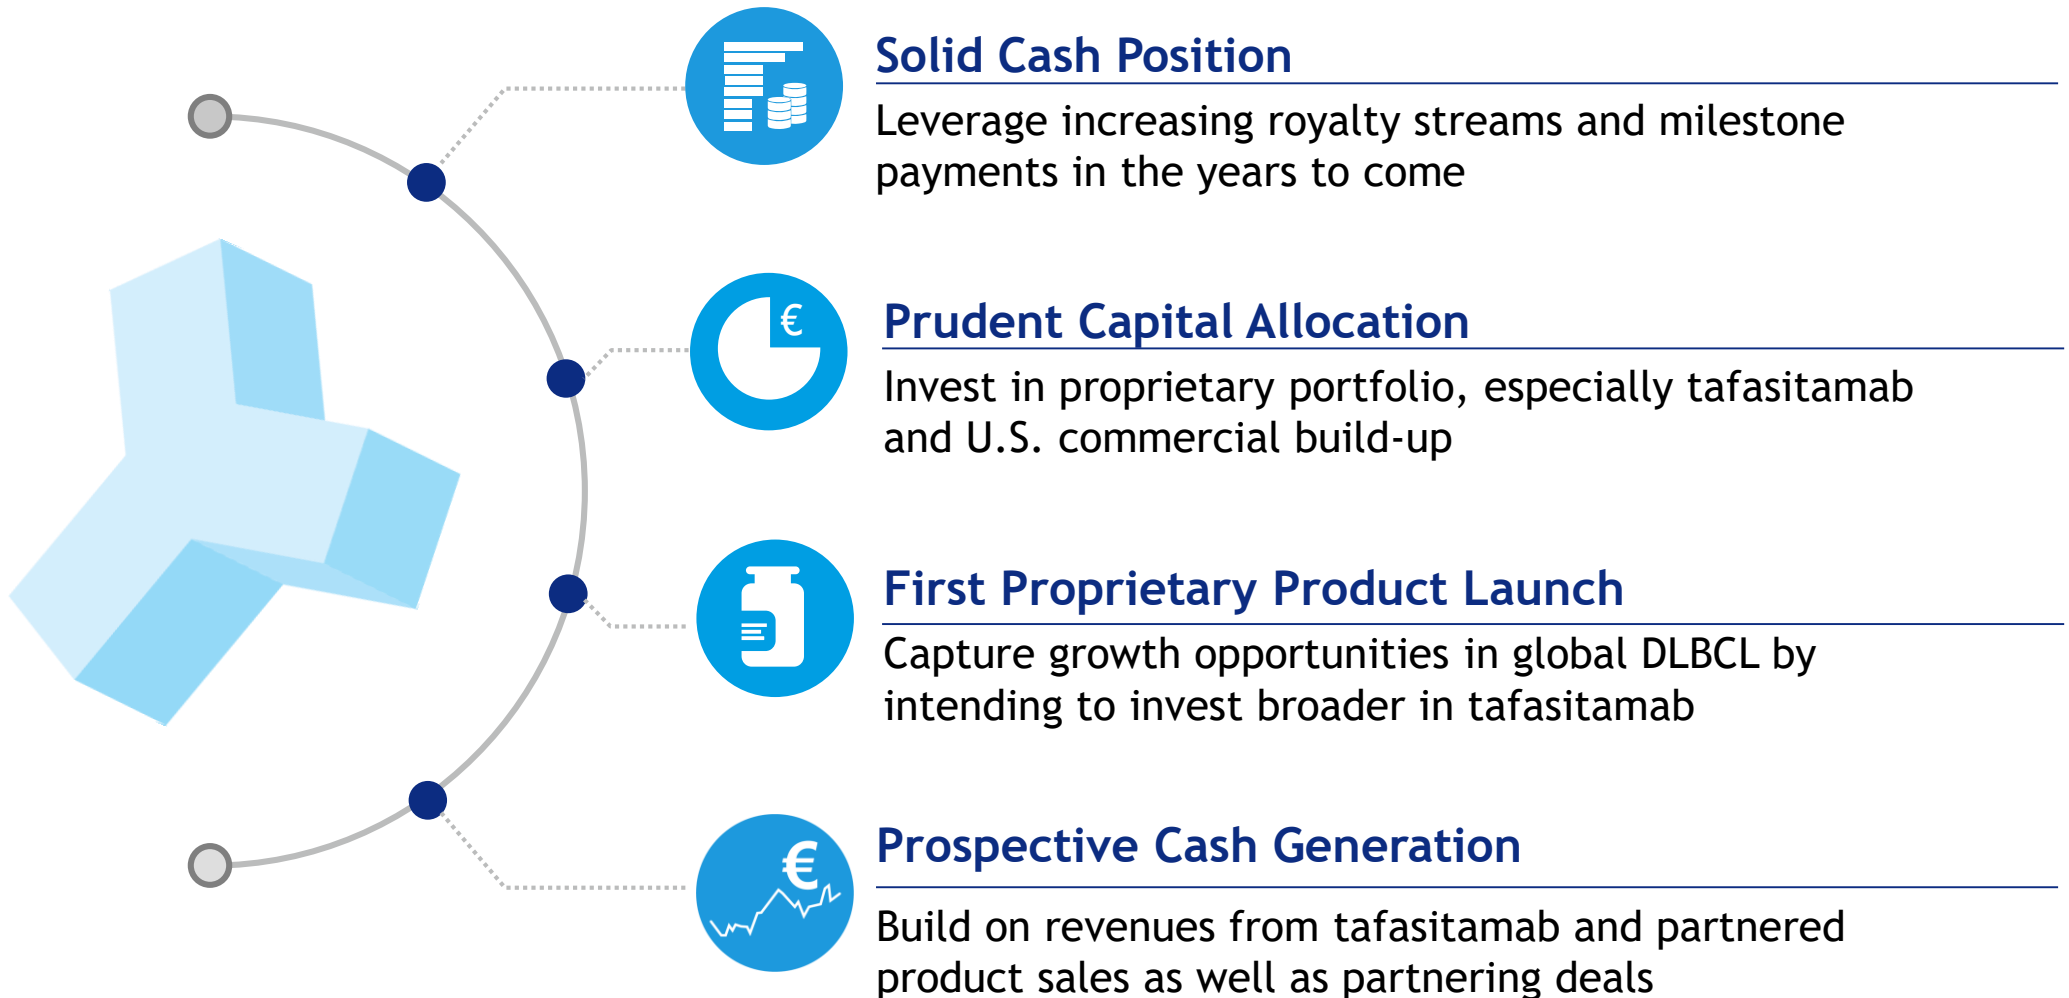 Solid Cash Position
Leverage increasing royalty streams and milestone
payments in the years to come
€
Prudent Capital Allocation
Invest in proprietary portfolio, especially tafasitamab
and U.S. commercial build-up
First Proprietary Product Launch
Capture growth opportunities in global DLBCL by
intending to invest broader in tafasitamab
€
Prospective Cash Generation
Build on revenues from tafasitamab and partnered
product sales as well as partnering deals